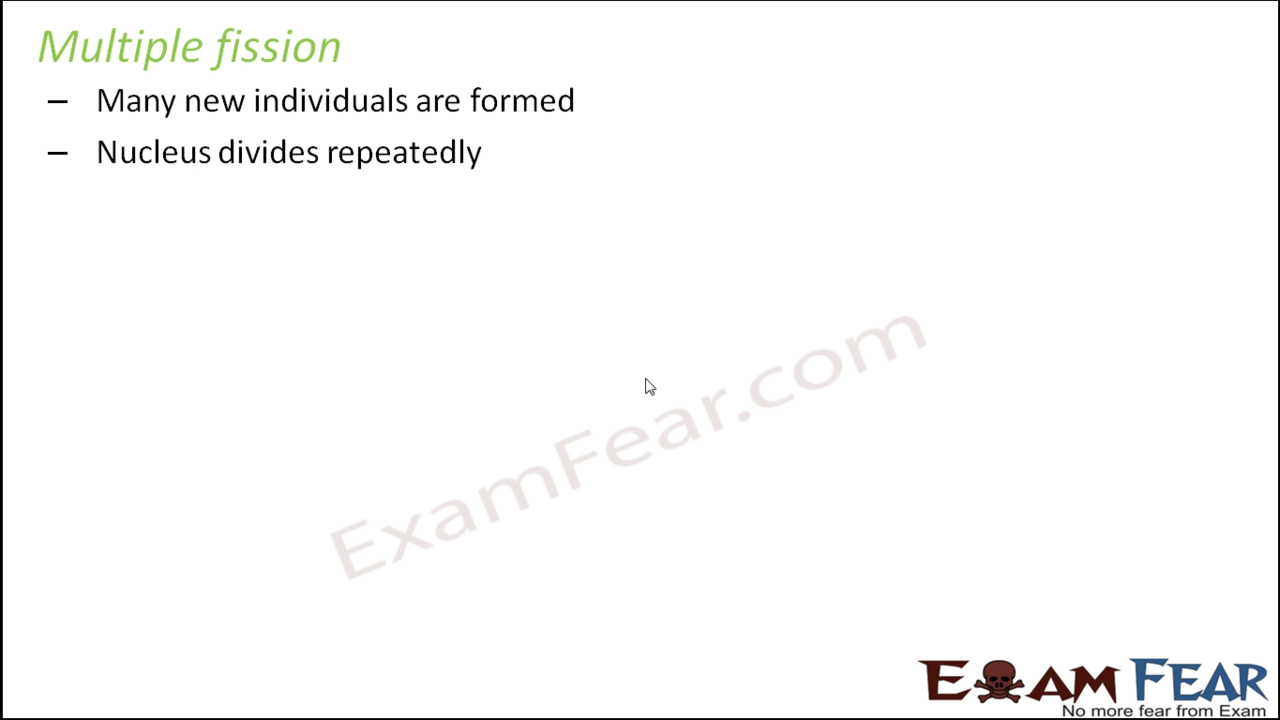 Multiple fission
– Many new individuals are formed
– Nucleus divides repeatedly
ExamFear.com
EXAM FEAR
No more fear from Exam